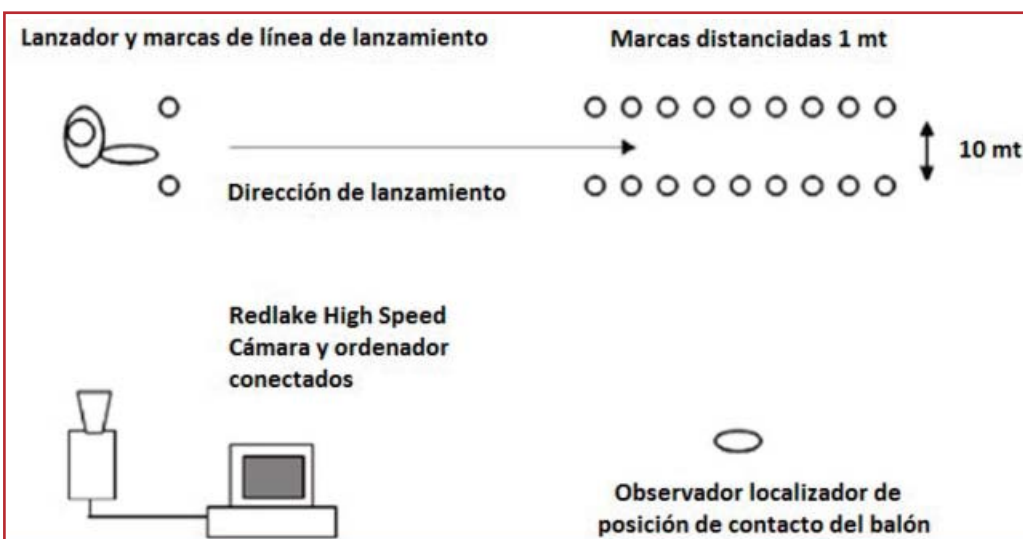 Lanzador y marcas de línea de lanzamiento
Marcas distanciadas 1 mt
10 mt
Dirección de lanzamiento
Redlake High Speed
Cámara y ordenador
conectados
Observador localizador de
posición de contacto del balón